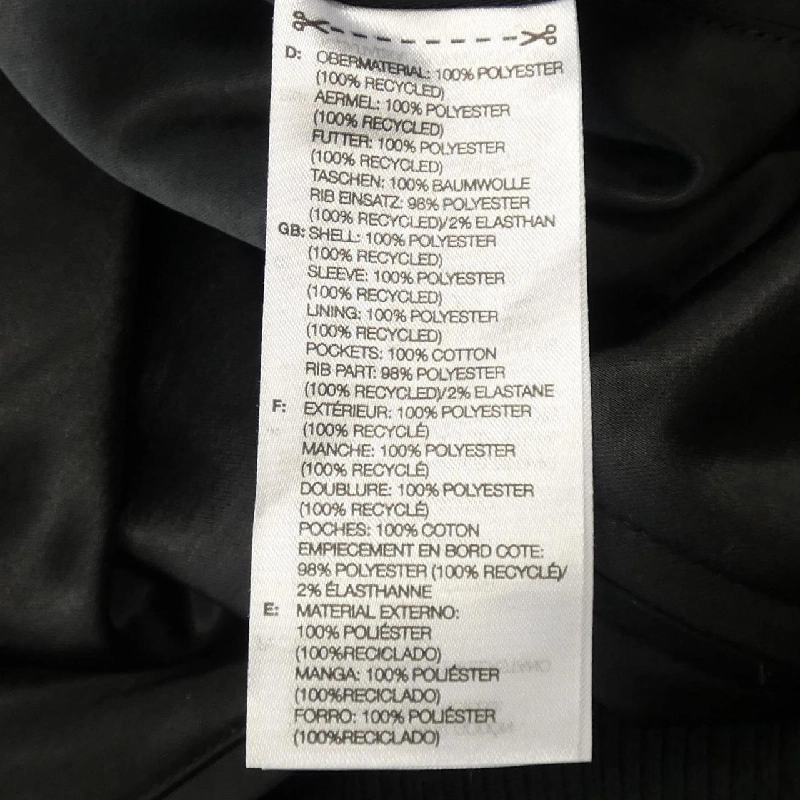 D: OBERMATERIAL: 100% POLYESTER
(100% RECYCLED)
AERMEL: 100% POLYESTER
(100% RECYCLED)
FUTTER: 100% POLYESTER
(100% RECYCLED)
TASCHEN: 100% BAUMWOLLE
RIB EINSATZ: 98% POLYESTER
(100% RECYCLED)/2% ELASTHAN
GB: SHELL: 100% POLYESTER
(100% RECYCLED)
SLEEVE: 100% POLYESTER
(100% RECYCLED)
LINING: 100% POLYESTER
(100% RECYCLED)
POCKETS: 100% COTTON
RIB PART: 98% POLYESTER
(100% RECYCLED)/2% ELASTANE
F: EXTÉRIEUR: 100% POLYESTER
(100% RECYCLÉ)
MANCHE: 100% POLYESTER
(100% RECYCLÉ)
DOUBLURE: 100% POLYESTER
(100% RECYCLÉ)
POCHES: 100% COTON
EMPIECEMENT EN BORD COTE:
98% POLYESTER (100% RECYCLÉ)/
2% ÉLASTHANNE
E: MATERIAL EXTERNO:
100% POLIÉSTER
(100%RECICLADO)
MANGA: 100% POLIÉSTER
(100%RECICLADO)
FORRO: 100% POLIÉSTER
(100%RECICLADO)